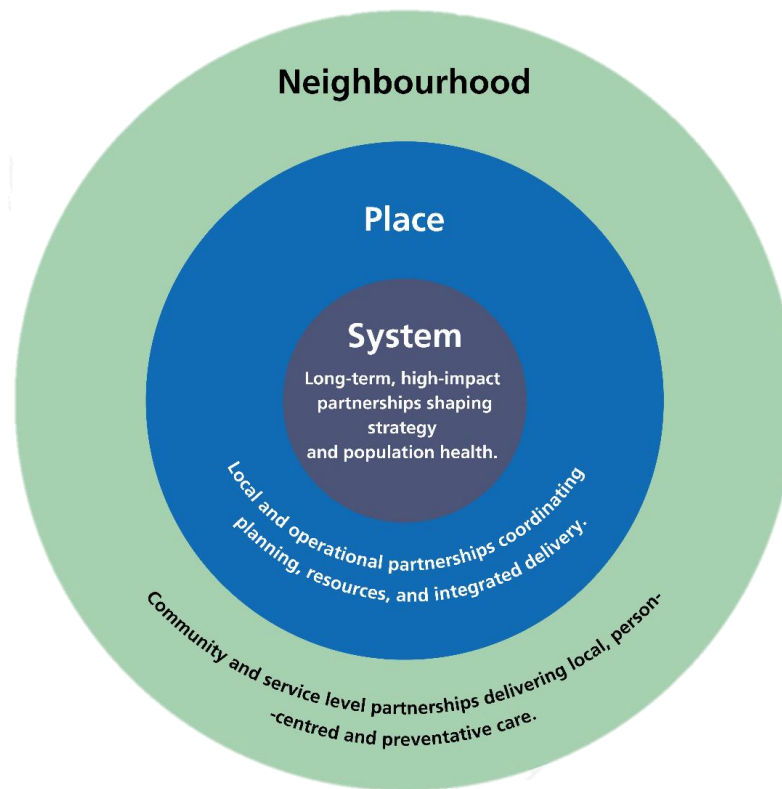 Neighbourhood
Place
System
Long-term, high-impact
partnerships shaping
strategy
and population health.
Local and operational partnerships coordinating
planning, resources, and integrated delivery.
Community and service level partnerships delivering local, person-
-centred and preventative care.